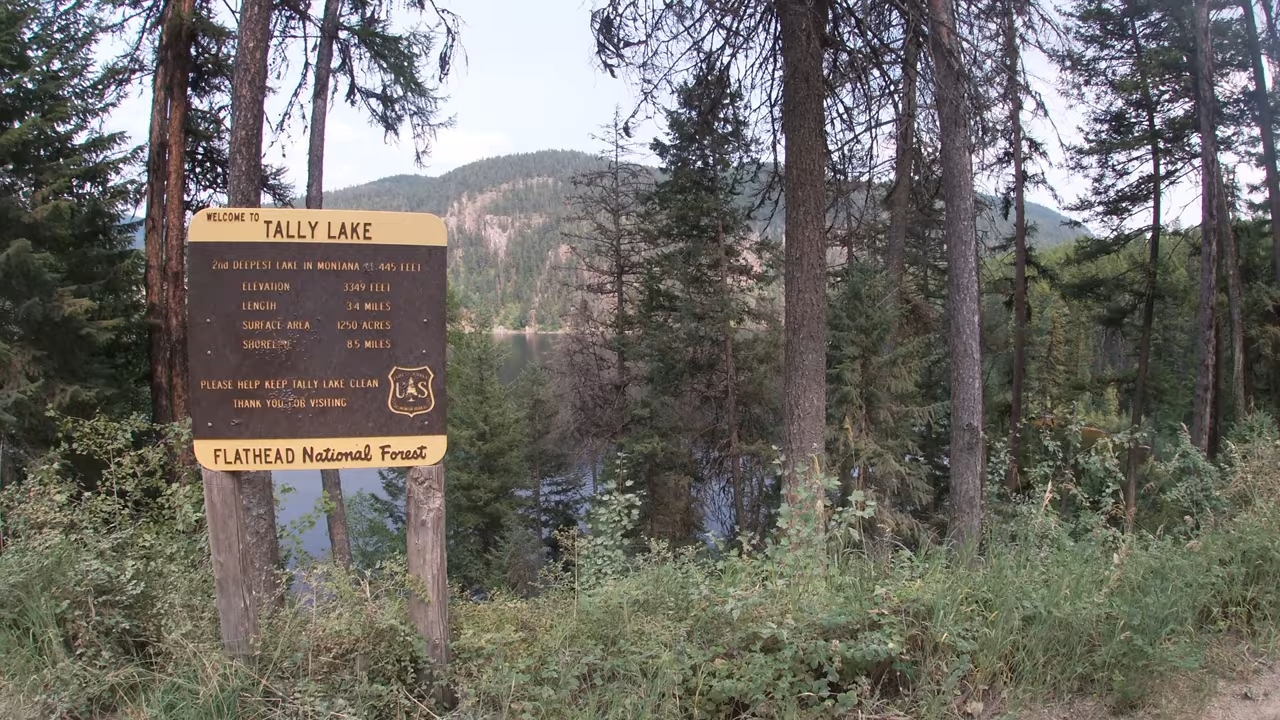 WELCOME TO
TALLY LAKE
2nd DEEPEST LAKE IN MONTANA 445 FEET
ELEVATION 3349 FEET
LENGTH 3.4 MILES
SURFACE AREA 1250 ACRES
SHORELINE 8.5 MILES
PLEASE HELP KEEP TALLY LAKE CLEAN
THANK YOU FOR VISITING
U S
FLATHEAD National Forest